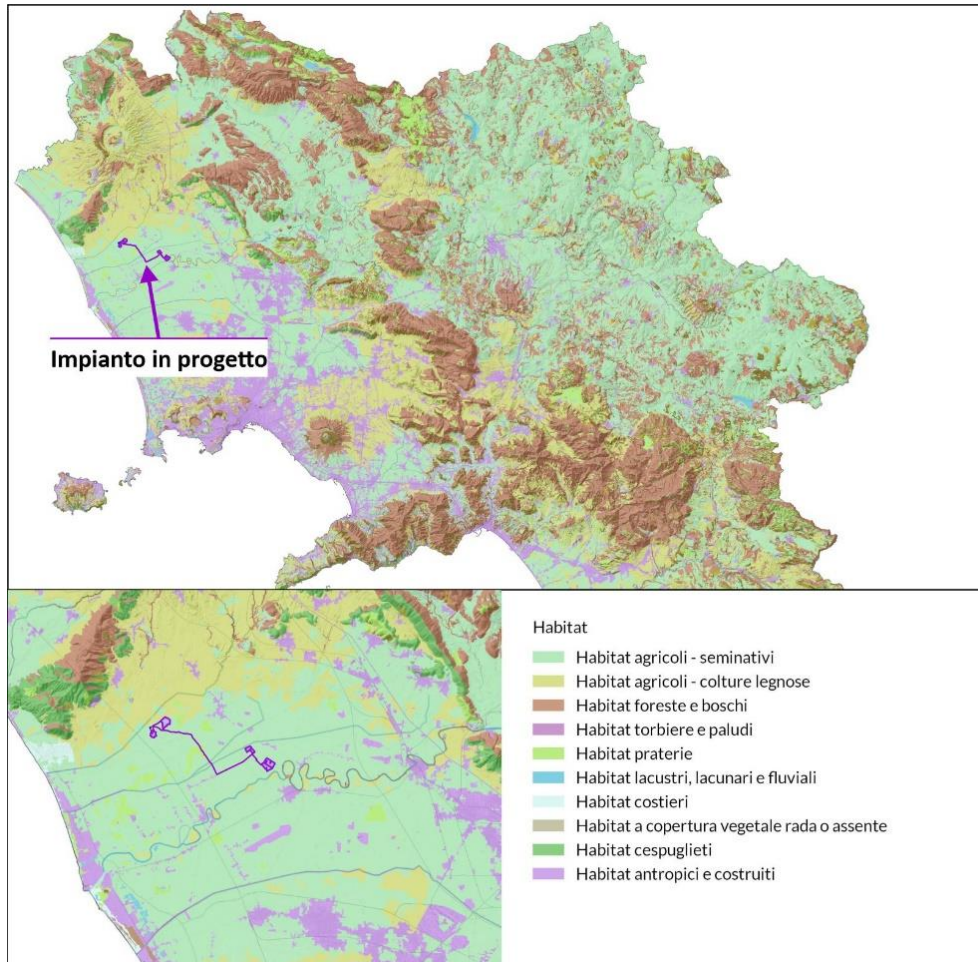 Impianto in progetto
Habitat
Habitat agricoli - seminativi
Habitat agricoli - colture legnose
Habitat foreste e boschi
Habitat torbiere e paludi
Habitat praterie
Habitat lacustri, lacunari e fluviali
Habitat costieri
Habitat a copertura vegetale rada o assente
Habitat cespuglieti
Habitat antropici e costruiti